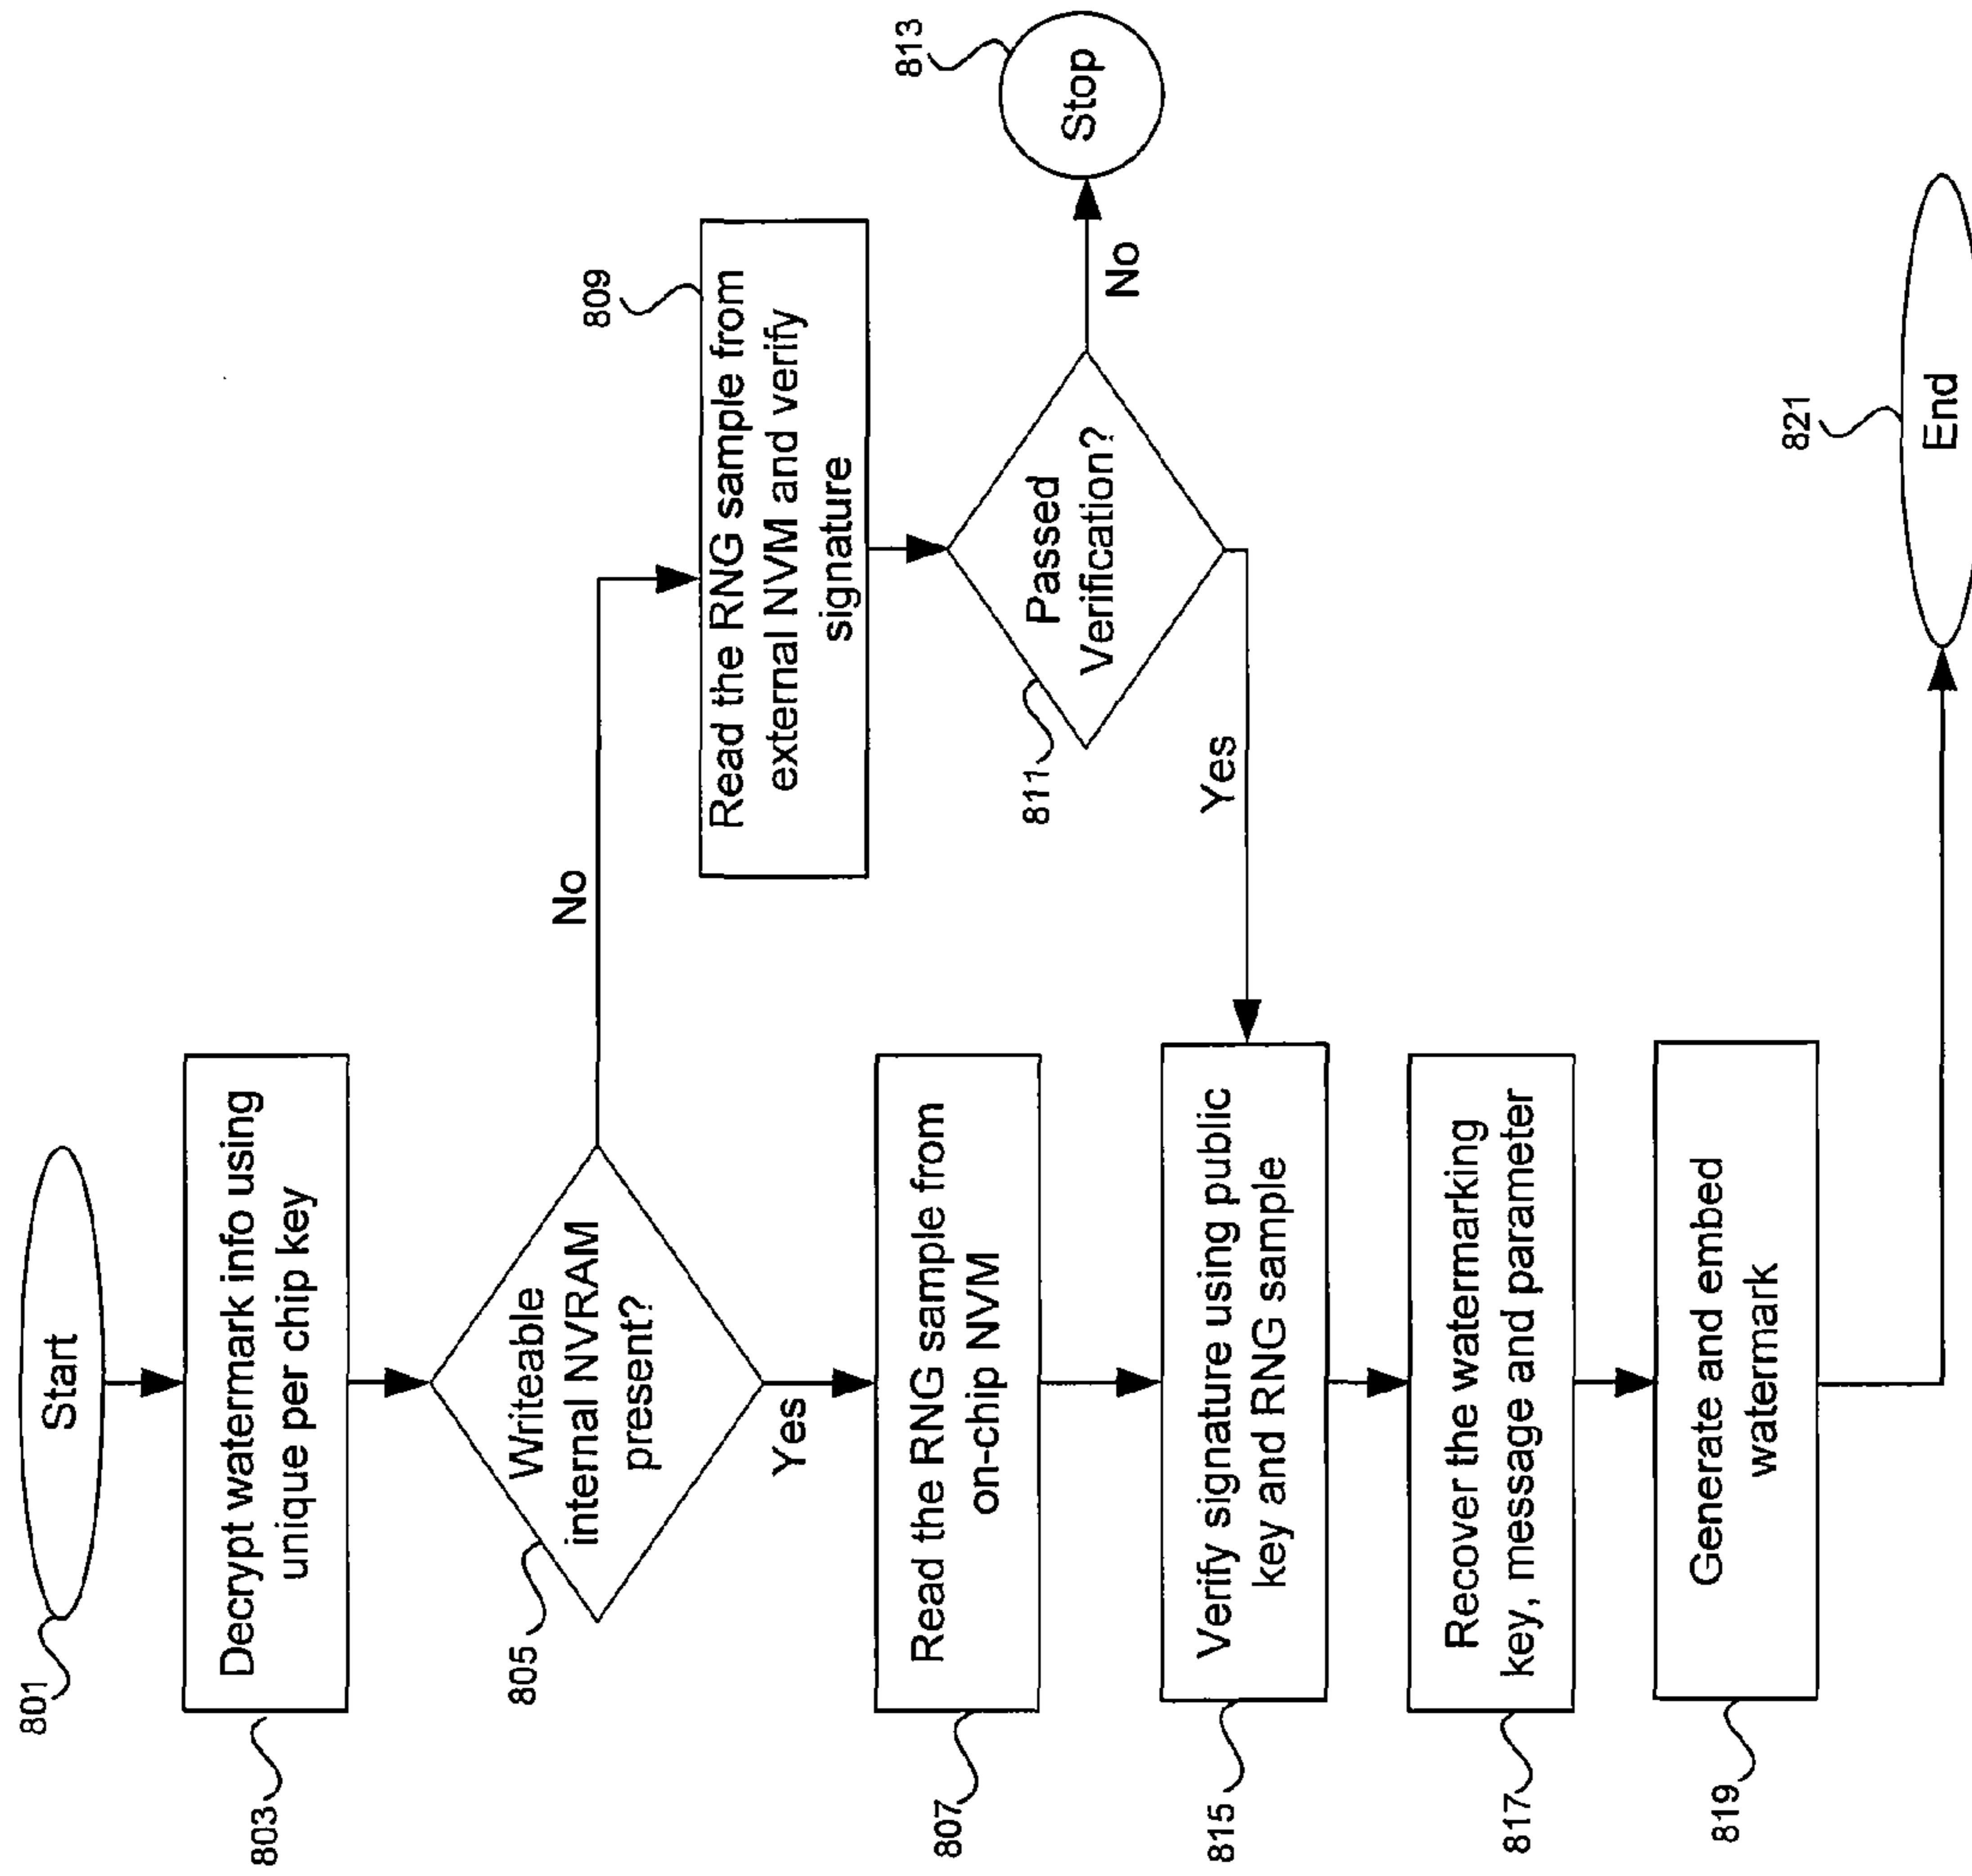 801
Start
803
Decrypt watermark info using
unique per chip key
805
Writeable
internal NVRAM
present?
No
Yes
807
Read the RNG sample from
on-chip NVM
809
Read the RNG sample from
external NVM and verify
signature
811
Passed
Verification?
No
813
Stop
Yes
815
Verify signature using public
key and RNG sample
817
Recover the watermarking
key, message and parameter
819
Generate and embed
watermark
821
End